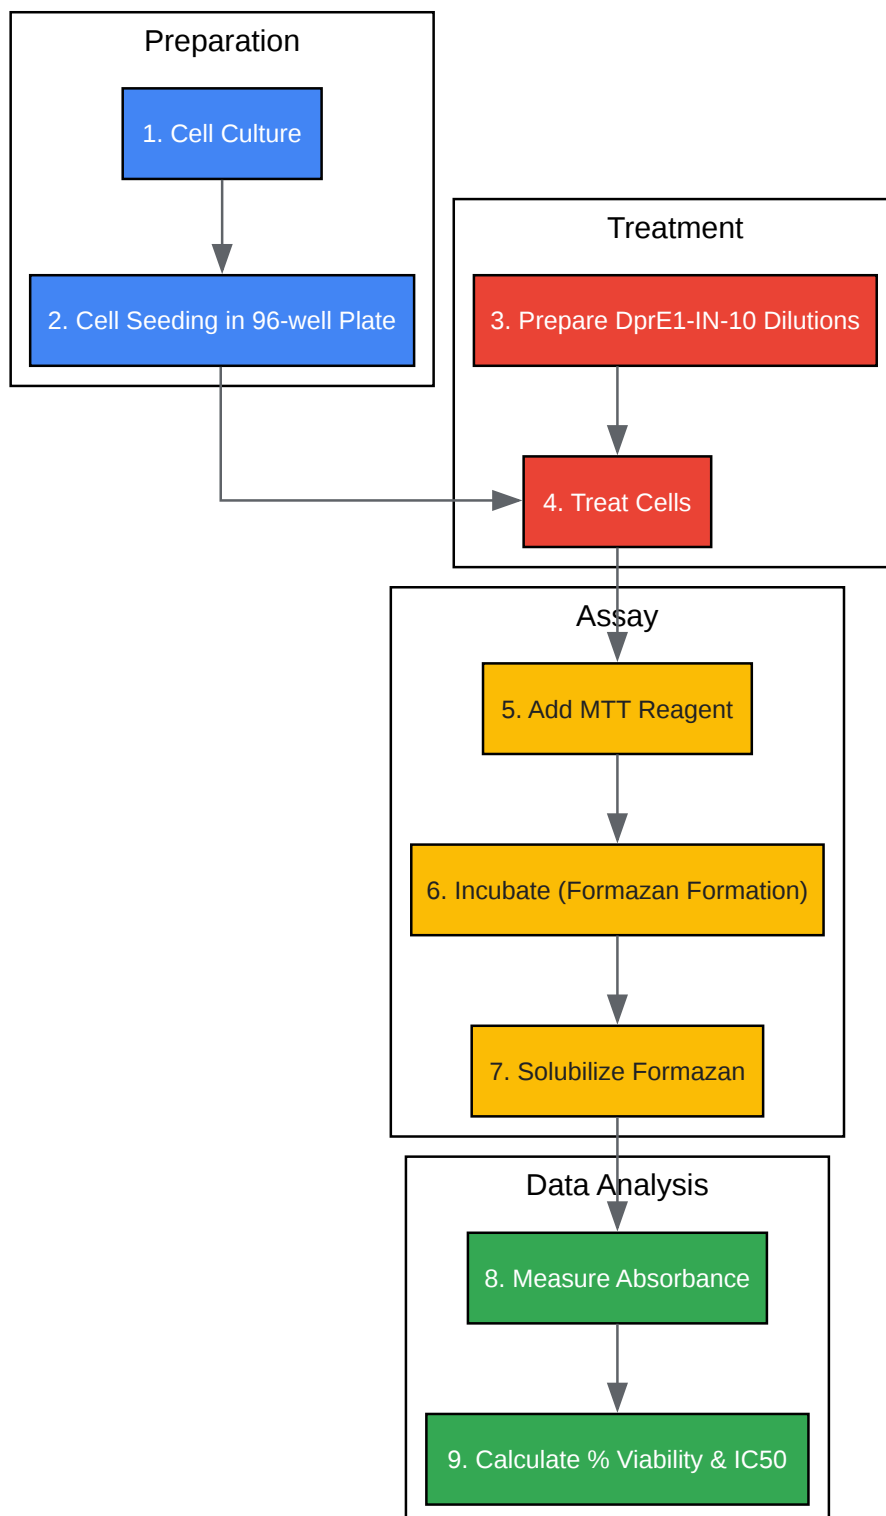 Preparation
1. Cell Culture
2. Cell Seeding in 96-well Plate
Treatment
3. Prepare DprE1-IN-10 Dilutions
4. Treat Cells
Assay
5. Add MTT Reagent
6. Incubate (Formazan Formation)
7. Solubilize Formazan
Data Analysis
8. Measure Absorbance
9. Calculate % Viability & IC50